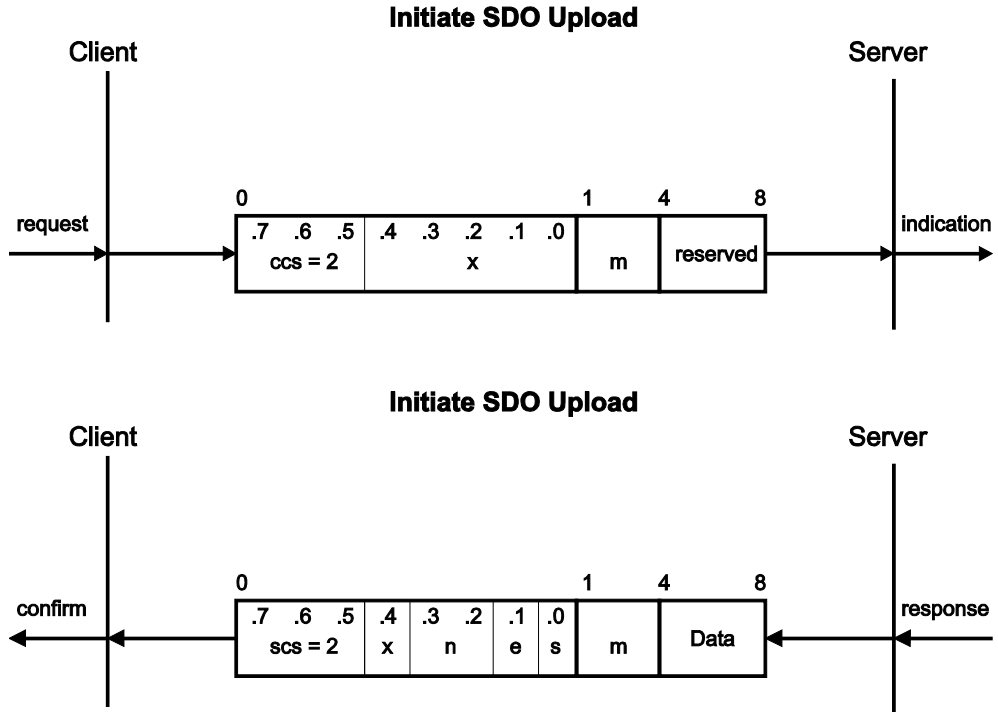 Initiate SDO Upload
Client Server
0 1 4 8
request indication
.7 .6 .5 .4 .3 .2 .1 .0
ccs = 2 x m reserved
Initiate SDO Upload
Client Server
0 1 4 8
confirm response
.7 .6 .5 .4 .3 .2 .1 .0
scs = 2 x n e s m Data